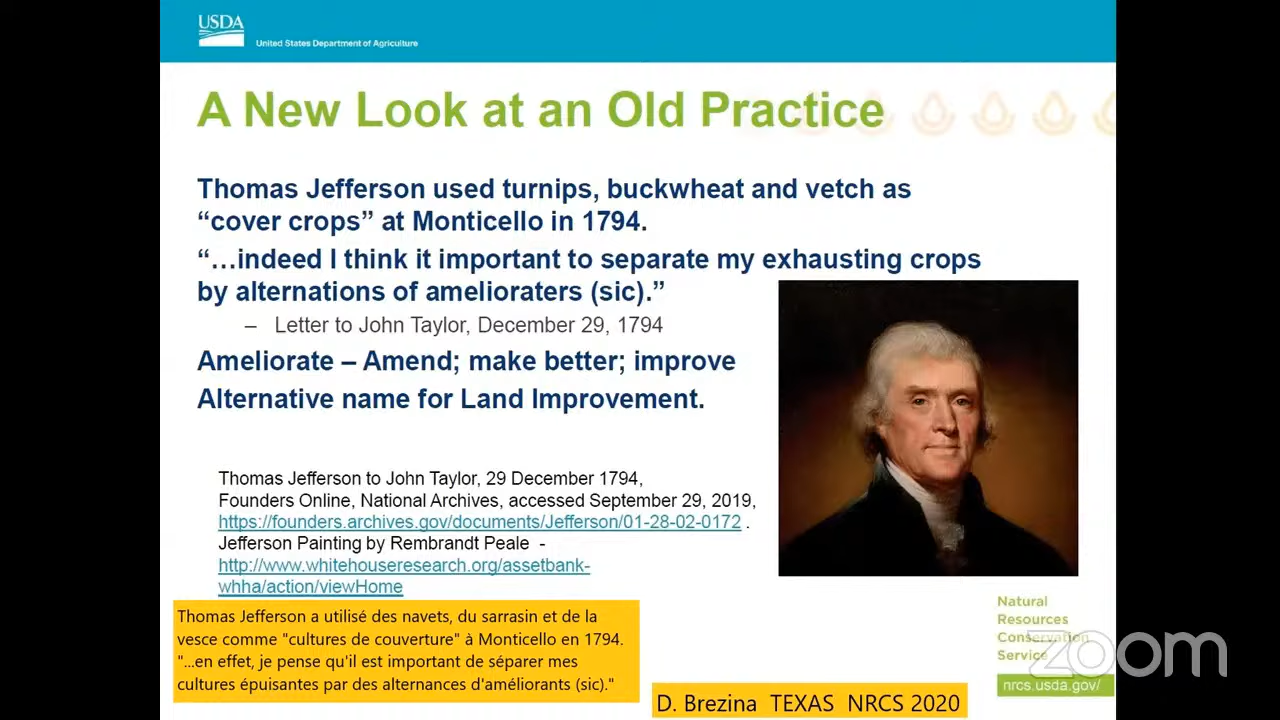 USDA
United States Department of Agriculture
A New Look at an Old Practice
Thomas Jefferson used turnips, buckwheat and vetch as
“cover crops” at Monticello in 1794.
“…indeed I think it important to separate my exhausting crops
by alternations of amelioraters (sic).”
– Letter to John Taylor, December 29, 1794
Ameliorate – Amend; make better; improve
Alternative name for Land Improvement.
Thomas Jefferson to John Taylor, 29 December 1794,
Founders Online, National Archives, accessed September 29, 2019,
https://founders.archives.gov/documents/Jefferson/01-28-02-0172 .
Jefferson Painting by Rembrandt Peale -
http://www.whitehouseresearch.org/assetbank-
whha/action/viewHome
Thomas Jefferson a utilisé des navets, du sarrasin et de la
vesce comme "cultures de couverture" à Monticello en 1794.
"...en effet, je pense qu'il est important de séparer mes
cultures épuisantes par des alternances d'améliorants (sic)."
Natural
Resources
Conservation
Service
zoom
nrcs.usda.gov/
D. Brezina TEXAS NRCS 2020